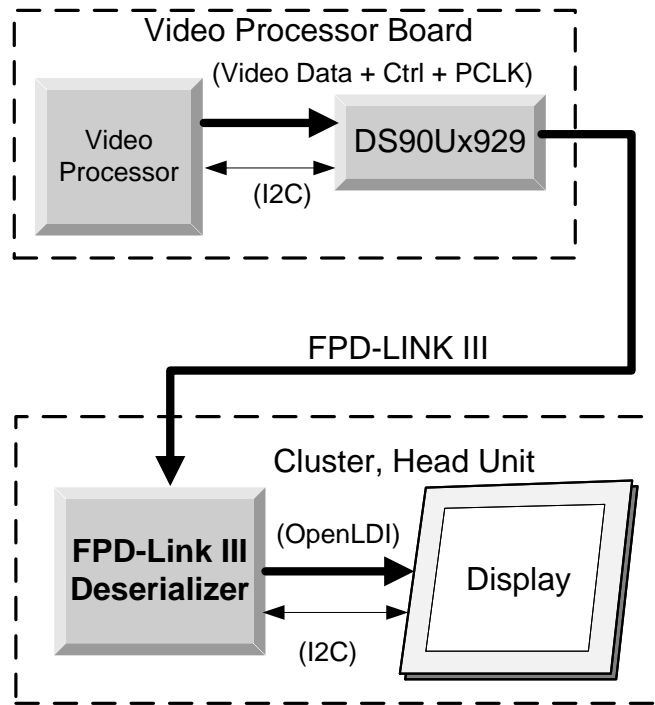 Video Processor Board
(Video Data + Ctrl + PCLK)
Video
Processor
DS90Ux929
(I2C)
FPD-LINK III
Cluster, Head Unit
FPD-Link III
Deserializer
(OpenLDI)
Display
(I2C)